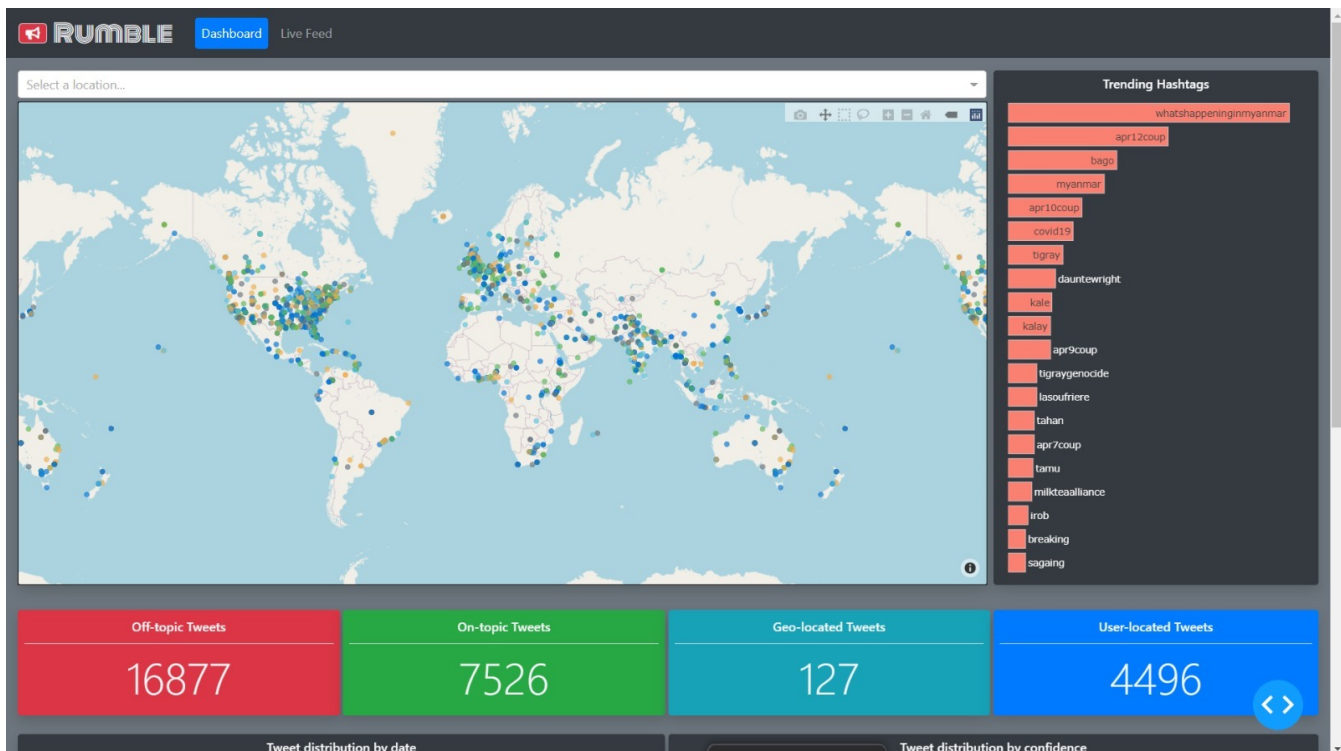 RUMBLE Dashboard Live Feed
Select a location...
Trending Hashtags
whatshappeninginmyanmar
apr12coup
bago
myanmar
apr10coup
covid19
tigray
dauntewright
kale
kalay
apr9coup
tigraygenocide
lasoufriere
tahan
apr7coup
tamu
milkteaalliance
irob
breaking
sagaing
Off-topic Tweets
16877
On-topic Tweets
7526
Geo-located Tweets
127
User-located Tweets
4496
Tweet distribution by date
Tweet distribution by confidence